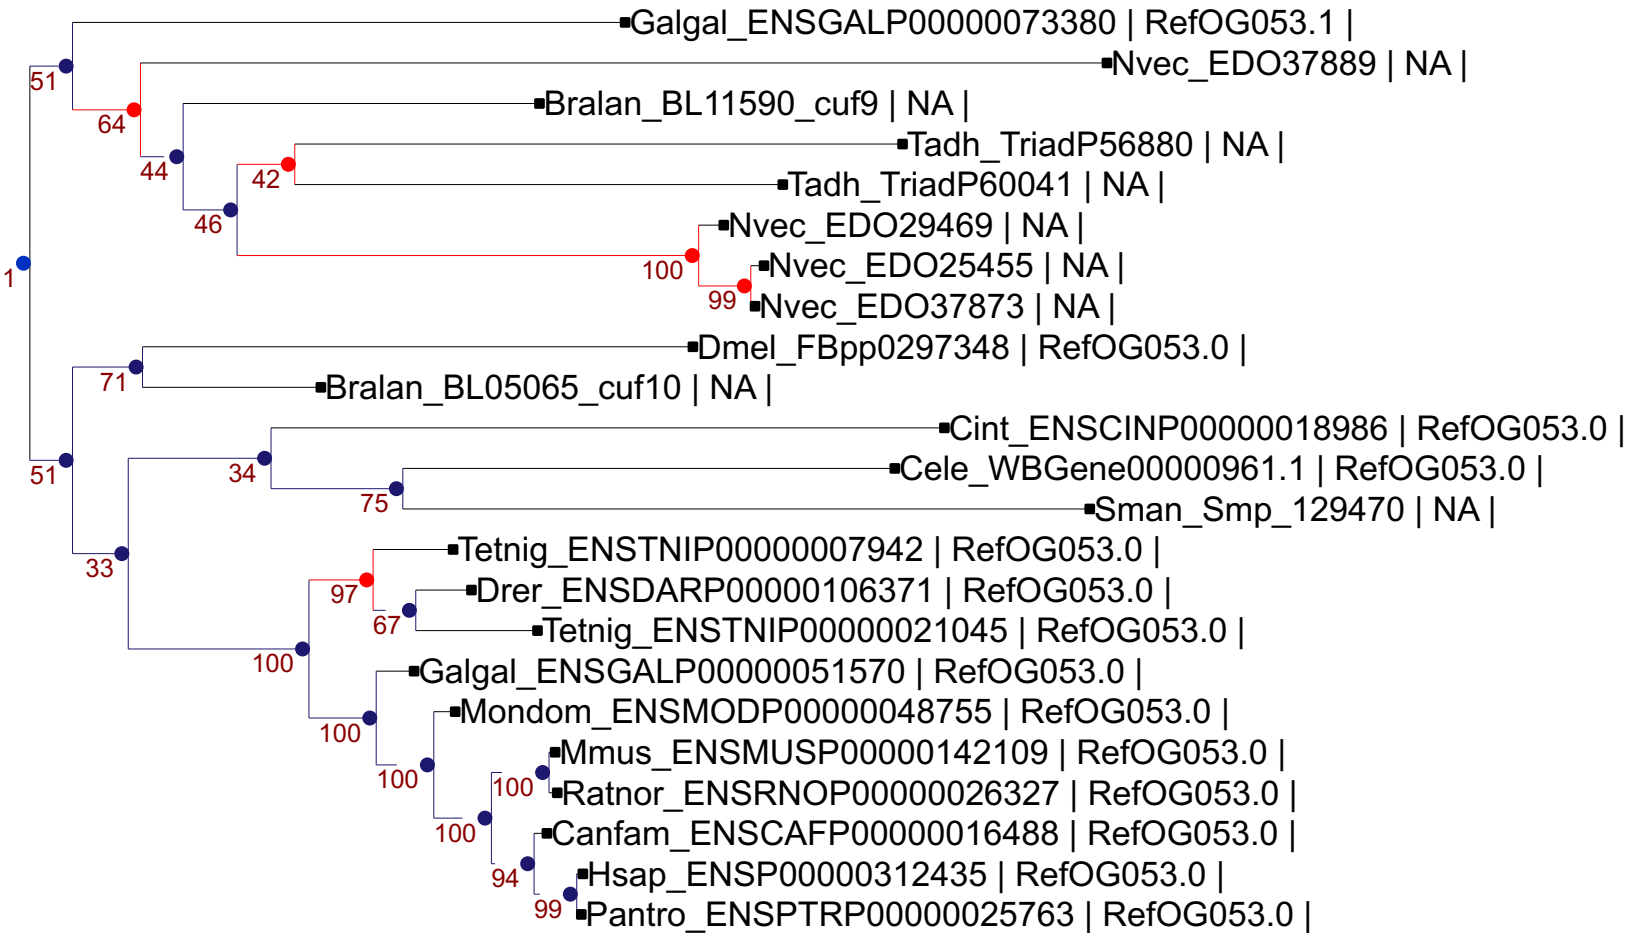 Galgal_ENSGALP00000073380 | RefOG053.1 |
Nvec_EDO37889 | NA |
51
Bralan_BL11590_cuf9 | NA |
64
Tadh_TriadP56880 | NA |
44
42
Tadh_TriadP60041 | NA |
46
Nvec_EDO29469 | NA |
1
100
Nvec_EDO25455 | NA |
99
Nvec_EDO37873 | NA |
Dmel_FBpp0297348 | RefOG053.0 |
71
Bralan_BL05065_cuf10 | NA |
Cint_ENSCINP00000018986 | RefOG053.0 |
51
34
Cele_WBGene00000961.1 | RefOG053.0 |
75
Sman_Smp_129470 | NA |
Tetnig_ENSTNIP00000007942 | RefOG053.0 |
33
97
Drer_ENSDARP00000106371 | RefOG053.0 |
67
Tetnig_ENSTNIP00000021045 | RefOG053.0 |
100
Galgal_ENSGALP00000051570 | RefOG053.0 |
Mondom_ENSMODP00000048755 | RefOG053.0 |
100
Mmus_ENSMUSP00000142109 | RefOG053.0 |
100
100
Ratnor_ENSRNOP00000026327 | RefOG053.0 |
100
Canfam_ENSCAFP00000016488 | RefOG053.0 |
94
Hsap_ENSP00000312435 | RefOG053.0 |
99
Pantro_ENSPTRP00000025763 | RefOG053.0 |